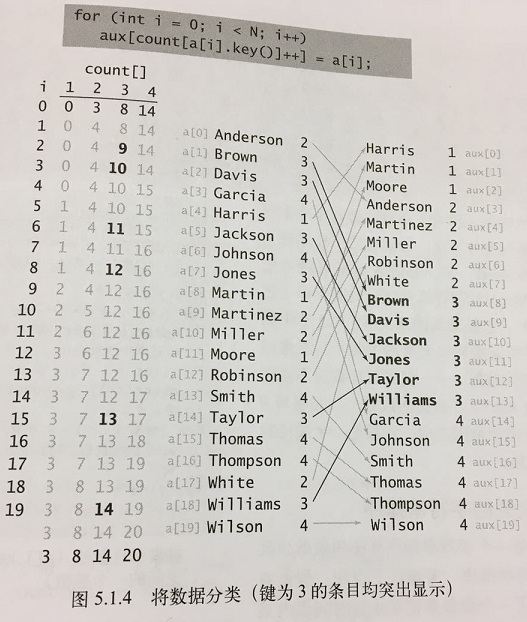 for (int i = 0; i < N; i++)
aux[count[a[i].key()]++] = a[i];
count[]
i 1 2 3 4
0 0 3 8 14
1 0 4 8 14
2 0 4 9 14
3 0 4 10 14
4 0 4 10 15
5 1 4 10 15
6 1 4 11 15
7 1 4 11 16
8 1 4 12 16
9 2 4 12 16
10 2 5 12 16
11 2 6 12 16
12 3 6 12 16
13 3 7 12 16
14 3 7 12 17
15 3 7 13 17
16 3 7 13 18
17 3 7 13 19
18 3 8 13 19
19 3 8 14 19
3 8 14 20
3 8 14 20
a[0] Anderson 2
a[1] Brown 3
a[2] Davis 3
a[3] Garcia 4
a[4] Harris 1
a[5] Jackson 3
a[6] Johnson 4
a[7] Jones 3
a[8] Martin 1
a[9] Martinez 2
a[10] Miller 2
a[11] Moore 1
a[12] Robinson 2
a[13] Smith 4
a[14] Taylor 3
a[15] Thomas 4
a[16] Thompson 4
a[17] White 2
a[18] Williams 3
a[19] Wilson 4
Harris 1 aux[0]
Martin 1 aux[1]
Moore 1 aux[2]
Anderson 2 aux[3]
Martinez 2 aux[4]
Miller 2 aux[5]
Robinson 2 aux[6]
White 2 aux[7]
Brown 3 aux[8]
Davis 3 aux[9]
Jackson 3 aux[10]
Jones 3 aux[11]
Taylor 3 aux[12]
Williams 3 aux[13]
Garcia 4 aux[14]
Johnson 4 aux[15]
Smith 4 aux[16]
Thomas 4 aux[17]
Thompson 4 aux[18]
Wilson 4 aux[19]
图 5.1.4 将数据分类（键为 3 的条目均突出显示）